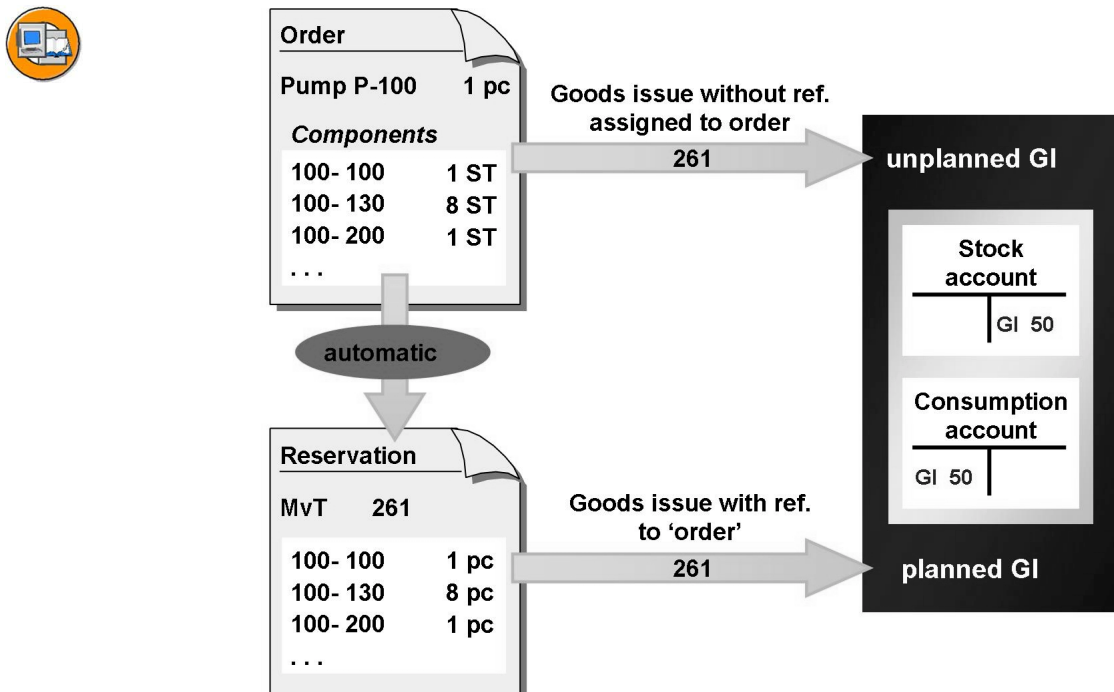 Order
Pump P-100 1 pc
Components
100- 100 1 ST
100- 130 8 ST
100- 200 1 ST
. . .
automatic
Reservation
MvT 261
100- 100 1 pc
100- 130 8 pc
100- 200 1 pc
. . .
Goods issue without ref.
assigned to order
261
Goods issue with ref.
to ‘order’
261
unplanned GI
Stock
account
GI 50
Consumption
account
GI 50
planned GI